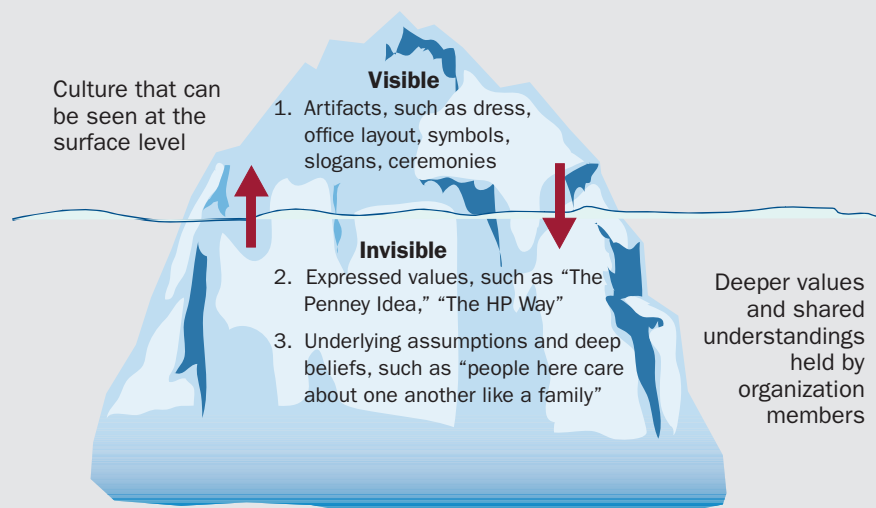 Culture that can
be seen at the
surface level
Visible
1. Artifacts, such as dress,
office layout, symbols,
slogans, ceremonies
Invisible
2. Expressed values, such as “The
Penney Idea,” “The HP Way”
3. Underlying assumptions and deep
beliefs, such as “people here care
about one another like a family”
Deeper values
and shared
understandings
held by
organization
members